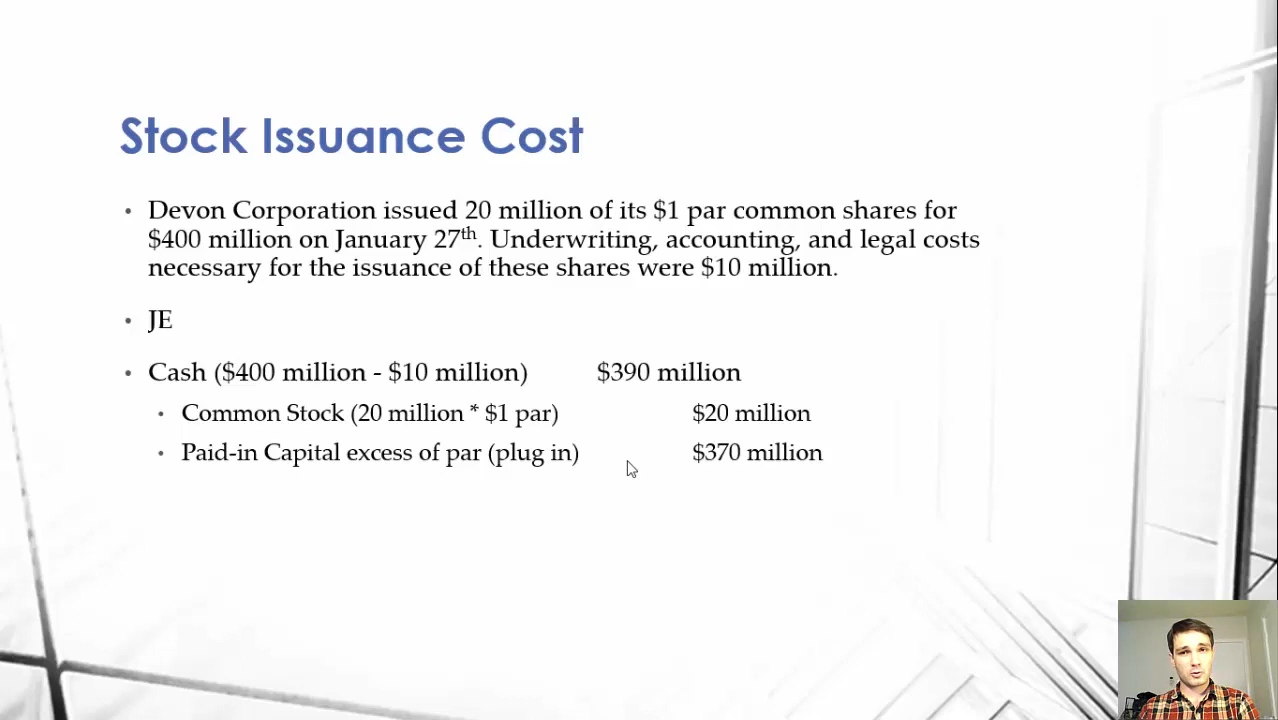 Stock Issuance Cost
• Devon Corporation issued 20 million of its $1 par common shares for
$400 million on January 27th. Underwriting, accounting, and legal costs
necessary for the issuance of these shares were $10 million.
• JE
• Cash ($400 million - $10 million) $390 million
• Common Stock (20 million * $1 par) $20 million
• Paid-in Capital excess of par (plug in) $370 million